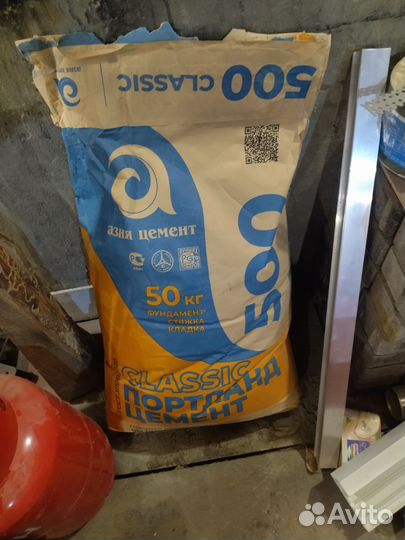 500 CLASSIC
азия цемент
500
50 кг
ФУНДАМЕНТ
СТЯЖКА
КЛАДКА
CLASSIC
ПОРТЛАНД
ЦЕМЕНТ
Avito